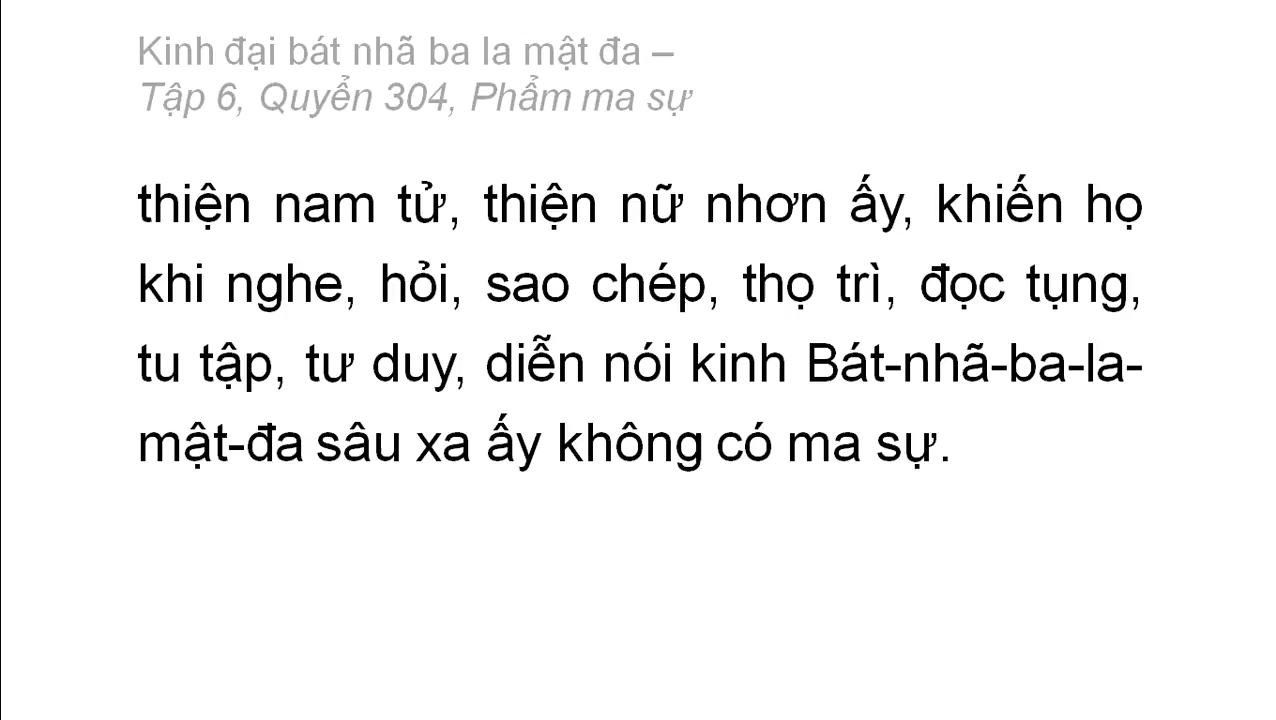 Kinh đại bát nhã ba la mật đa –
Tập 6, Quyển 304, Phẩm ma sự
thiện nam tử, thiện nữ nhơn ấy, khiến họ
khi nghe, hỏi, sao chép, thọ trì, đọc tụng,
tu tập, tư duy, diễn nói kinh Bát-nhã-ba-la-
mật-đa sâu xa ấy không có ma sự.